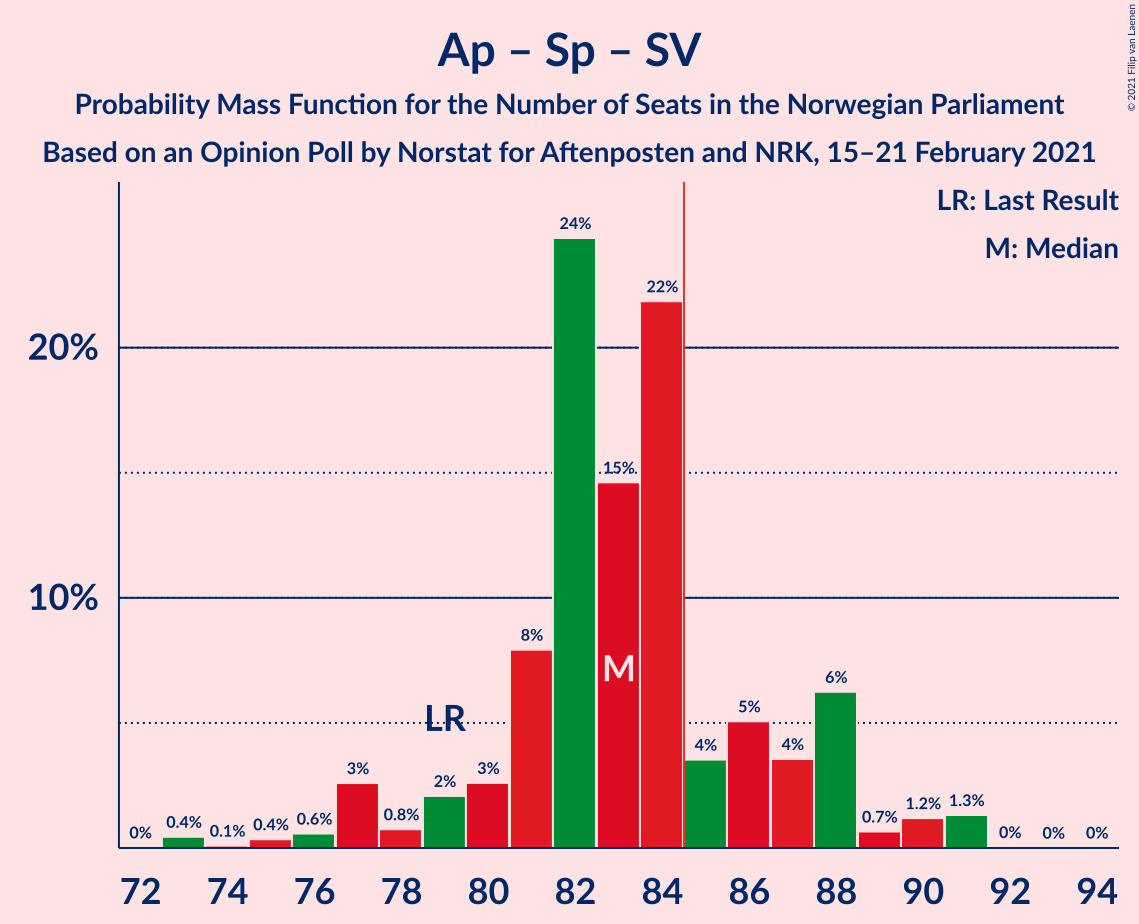 Ap – Sp – SV
Probability Mass Function for the Number of Seats in the Norwegian Parliament
Based on an Opinion Poll by Norstat for Aftenposten and NRK, 15–21 February 2021
© 2021 Filip van Laenen
LR: Last Result
M: Median
20%
10%
0%
0.4%
0.1%
0.4%
0.6%
3%
0.8%
2%
3%
8%
24%
15%
22%
4%
5%
4%
6%
0.7%
1.2%
1.3%
0%
0%
0%
LR
M
72 74 76 78 80 82 84 86 88 90 92 94